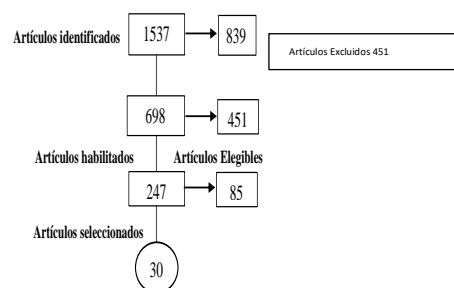 Artículos identificados
1537
839
Artículos Excluidos 451
698
451
Artículos habilitados
Artículos Elegibles
247
85
Artículos seleccionados
30